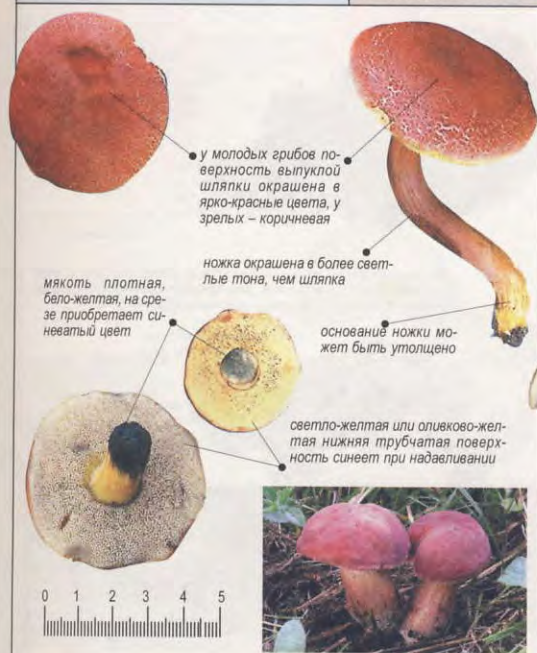 у молодых грибов по-
верхность выпуклой
шляпки окрашена в
ярко-красные цвета, у
зрелых – коричневая
ножка окрашена в более свет-
лые тона, чем шляпка
мякоть плотная,
бело-желтая, на сре-
зе приобретает си-
неватый цвет
основание ножки мо-
жет быть утолщено
светло-желтая или оливково-жел-
тая нижняя трубчатая поверх-
ность синеет при надавливании
0 1 2 3 4 5